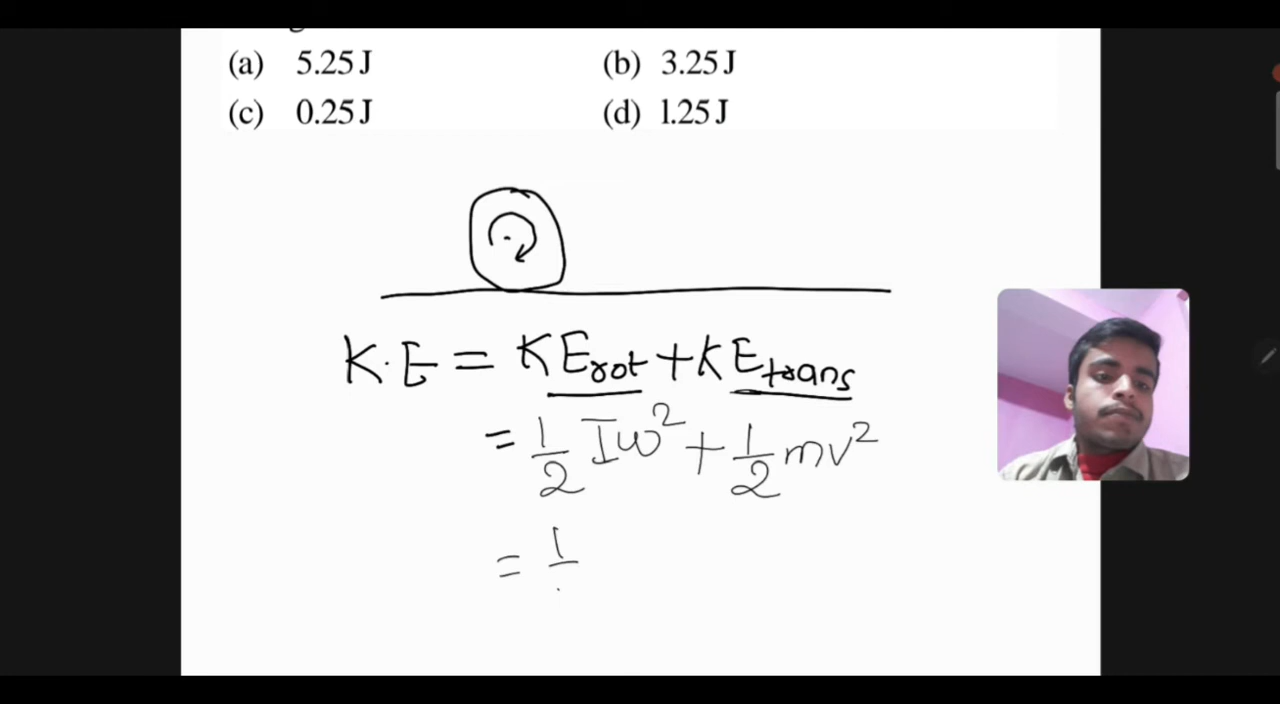 (a) 5.25 J (b) 3.25 J
(c) 0.25 J (d) 1.25 J
K.E = KErot + KEtrans
= 1/2 Iω² + 1/2 mv²
= 1/